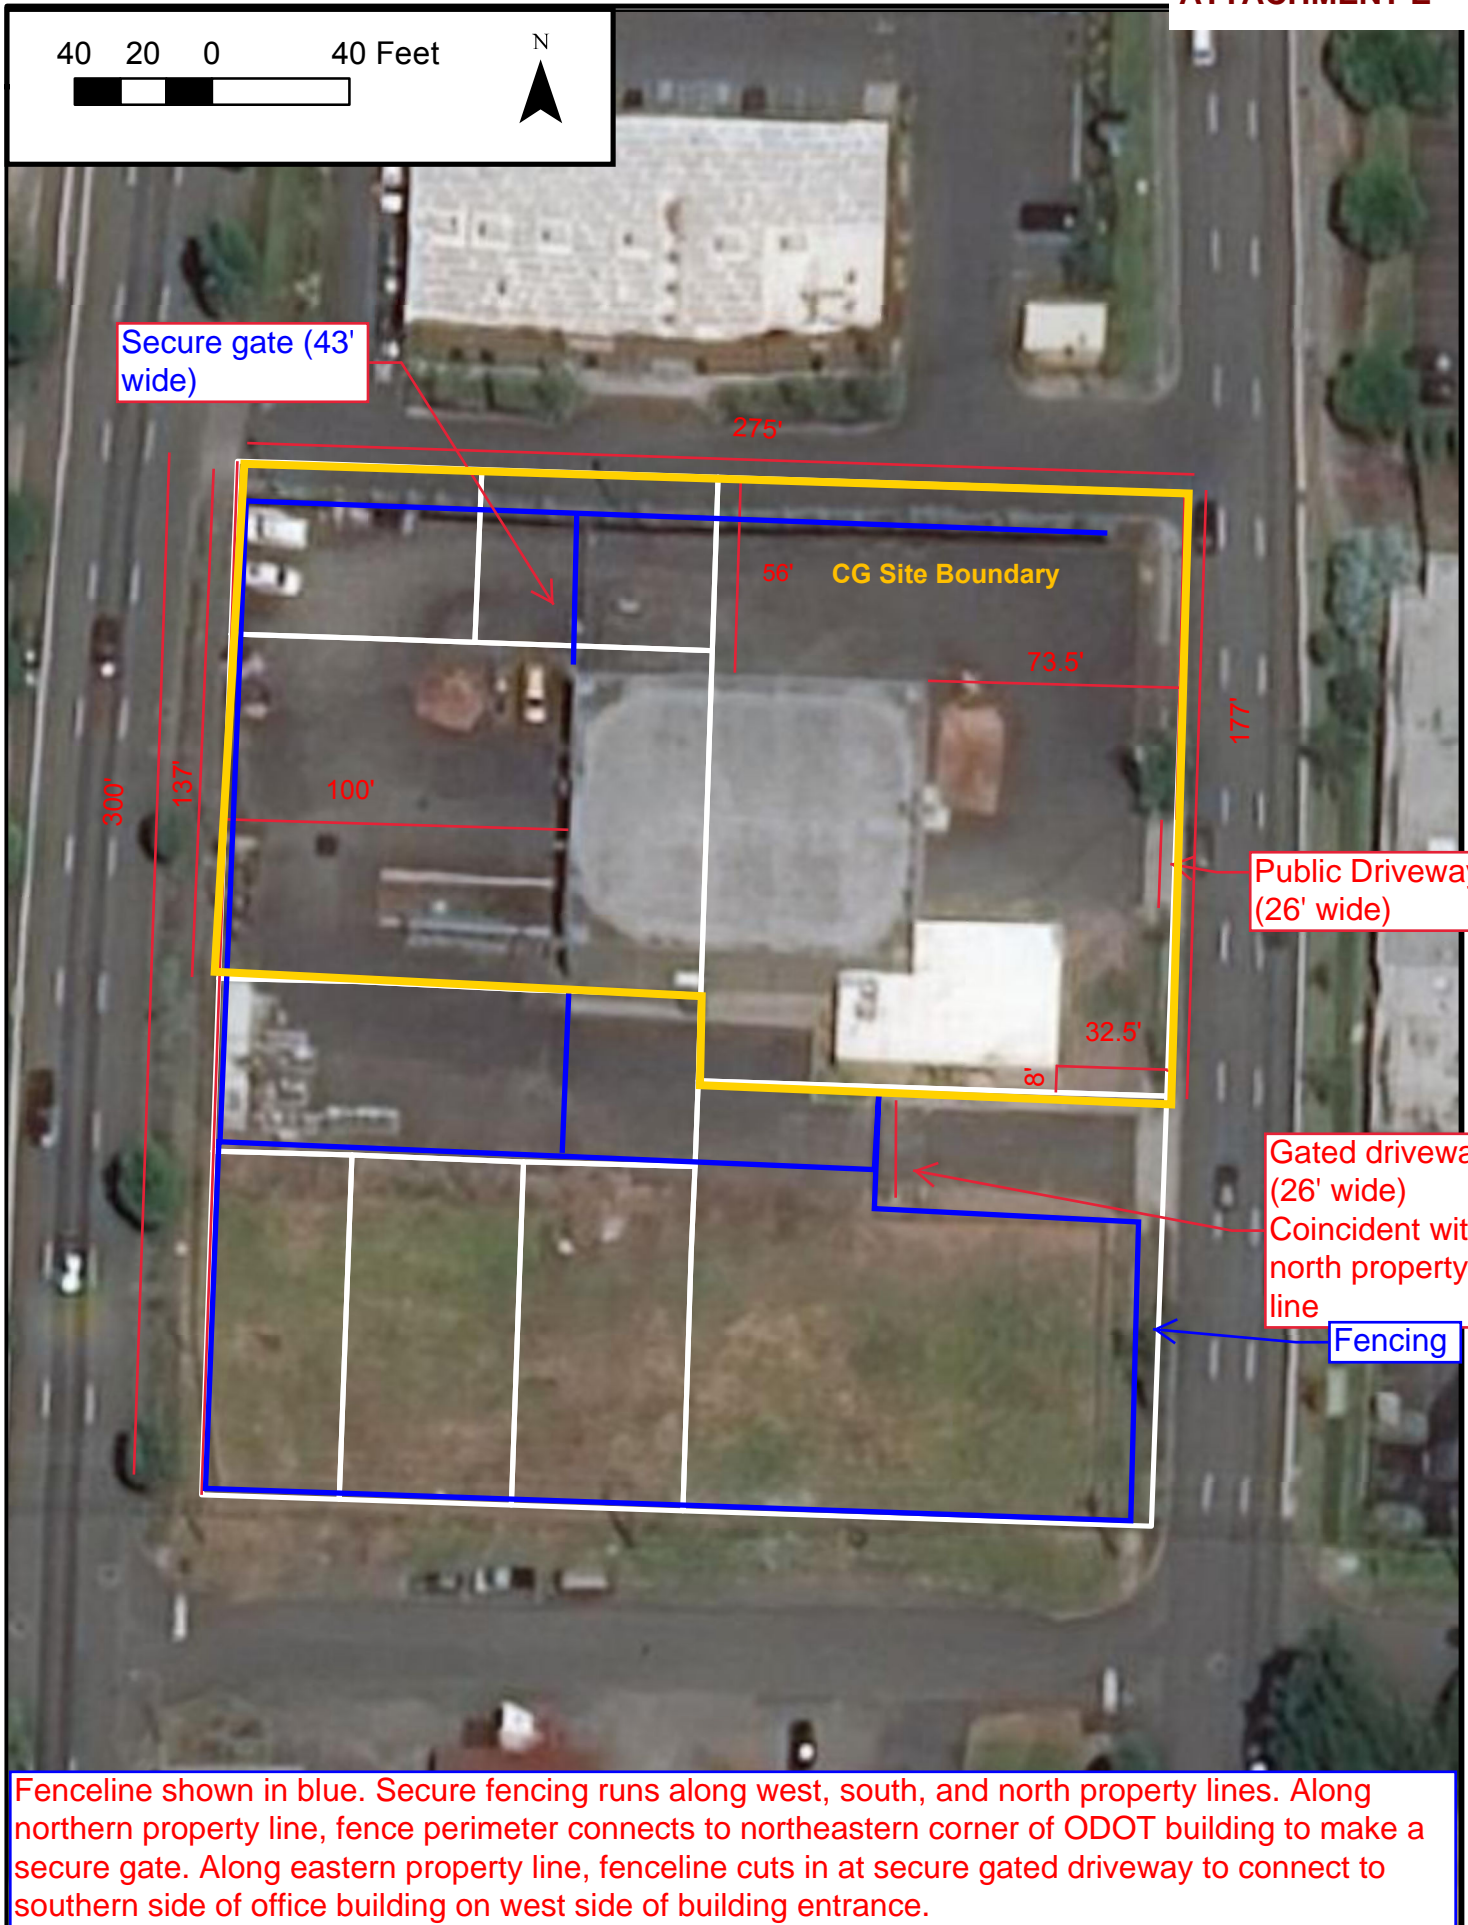 40 20 0 40 Feet
N
Secure gate (43'
wide)
275'
56'
CG Site Boundary
73.5'
177'
300'
137'
100'
Public Driveway
(26' wide)
32.5'
8'
Gated drivewa
(26' wide)
Coincident wit
north property
line
Fencing
Fenceline shown in blue. Secure fencing runs along west, south, and north property lines. Along
northern property line, fence perimeter connects to northeastern corner of ODOT building to make a
secure gate. Along eastern property line, fenceline cuts in at secure gated driveway to connect to
southern side of office building on west side of building entrance.